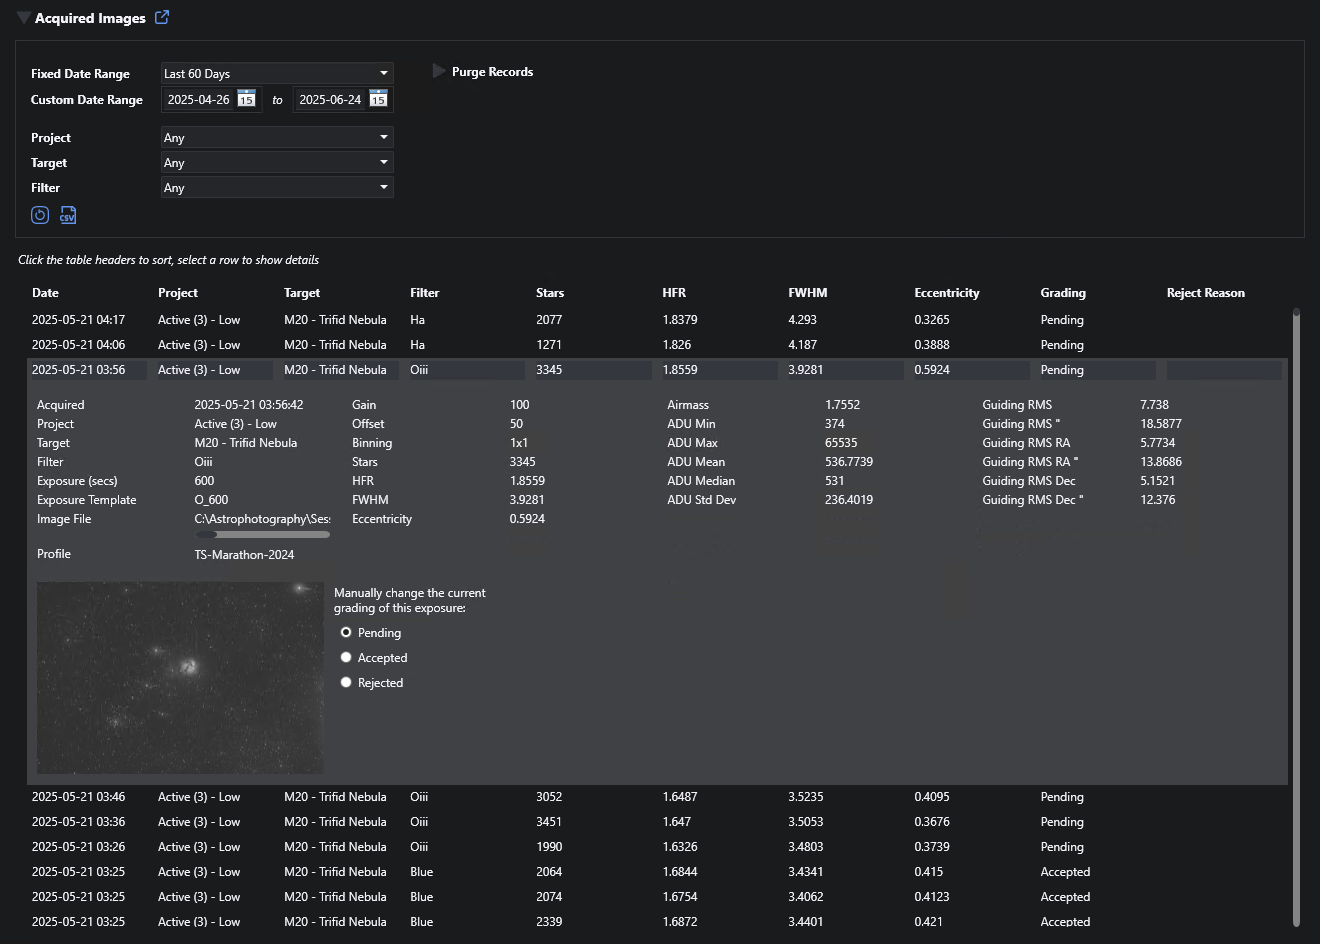 Acquired Images
Fixed Date Range Last 60 Days Purge Records
Custom Date Range 2025-04-26 15 to 2025-06-24 15
Project Any
Target Any
Filter Any
CSV
Click the table headers to sort, select a row to show details
Date Project Target Filter Stars HFR FWHM Eccentricity Grading Reject Reason
2025-05-21 04:17 Active (3) - Low M20 - Trifid Nebula Ha 2077 1.8379 4.293 0.3265 Pending
2025-05-21 04:06 Active (3) - Low M20 - Trifid Nebula Ha 1271 1.826 4.187 0.3888 Pending
2025-05-21 03:56 Active (3) - Low M20 - Trifid Nebula Oiii 3345 1.8559 3.9281 0.5924 Pending
Acquired 2025-05-21 03:56:42 Gain 100 Airmass 1.7552 Guiding RMS 7.738
Project Active (3) - Low Offset 50 ADU Min 374 Guiding RMS " 18.5877
Target M20 - Trifid Nebula Binning 1x1 ADU Max 65535 Guiding RMS RA 5.7734
Filter Oiii Stars 3345 ADU Mean 536.7739 Guiding RMS RA " 13.8686
Exposure (secs) 600 HFR 1.8559 ADU Median 531 Guiding RMS Dec 5.1521
Exposure Template O_600 FWHM 3.9281 ADU Std Dev 236.4019 Guiding RMS Dec " 12.376
Image File C:\Astrophotography\Ses Eccentricity 0.5924
Profile TS-Marathon-2024
Manually change the current
grading of this exposure:
Pending
Accepted
Rejected
2025-05-21 03:46 Active (3) - Low M20 - Trifid Nebula Oiii 3052 1.6487 3.5235 0.4095 Pending
2025-05-21 03:36 Active (3) - Low M20 - Trifid Nebula Oiii 3451 1.647 3.5053 0.3676 Pending
2025-05-21 03:26 Active (3) - Low M20 - Trifid Nebula Oiii 1990 1.6326 3.4803 0.3739 Pending
2025-05-21 03:25 Active (3) - Low M20 - Trifid Nebula Blue 2064 1.6844 3.4341 0.415 Accepted
2025-05-21 03:25 Active (3) - Low M20 - Trifid Nebula Blue 2074 1.6754 3.4062 0.4123 Accepted
2025-05-21 03:25 Active (3) - Low M20 - Trifid Nebula Blue 2339 1.6872 3.4401 0.421 Accepted